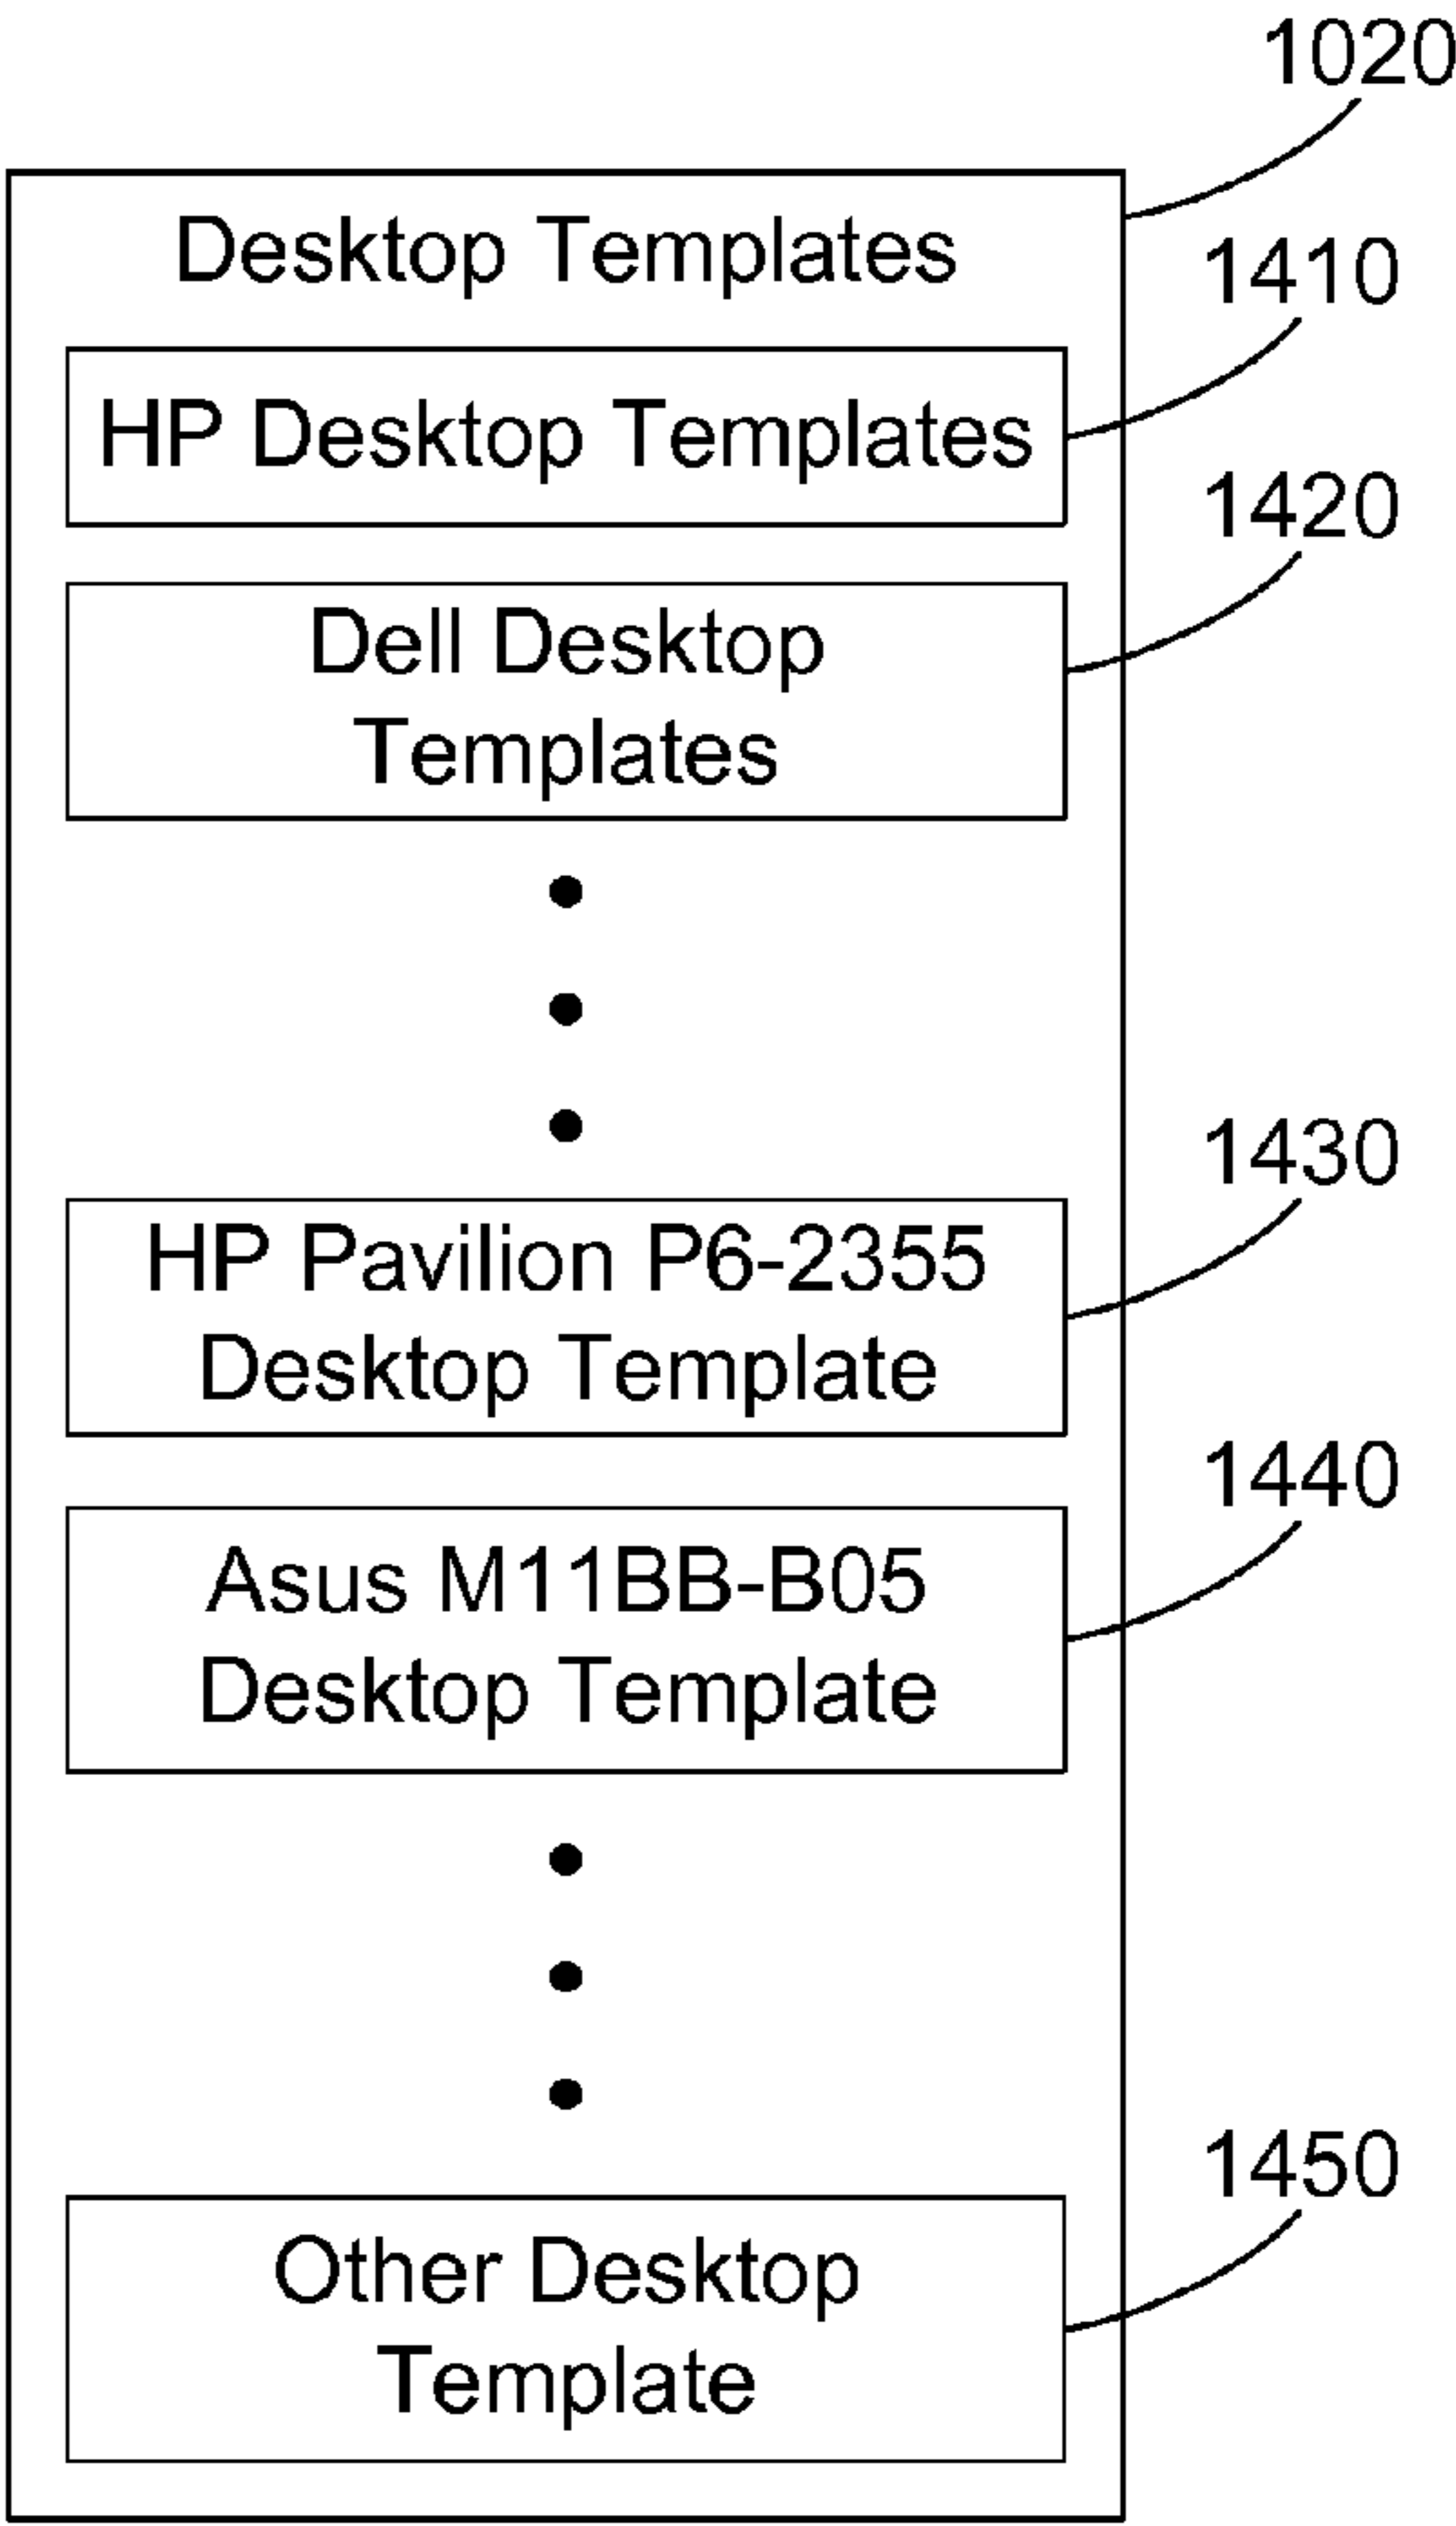 1020
Desktop Templates
1410
HP Desktop Templates
1420
Dell Desktop
Templates
1430
HP Pavilion P6-2355
Desktop Template
1440
Asus M11BB-B05
Desktop Template
1450
Other Desktop
Template